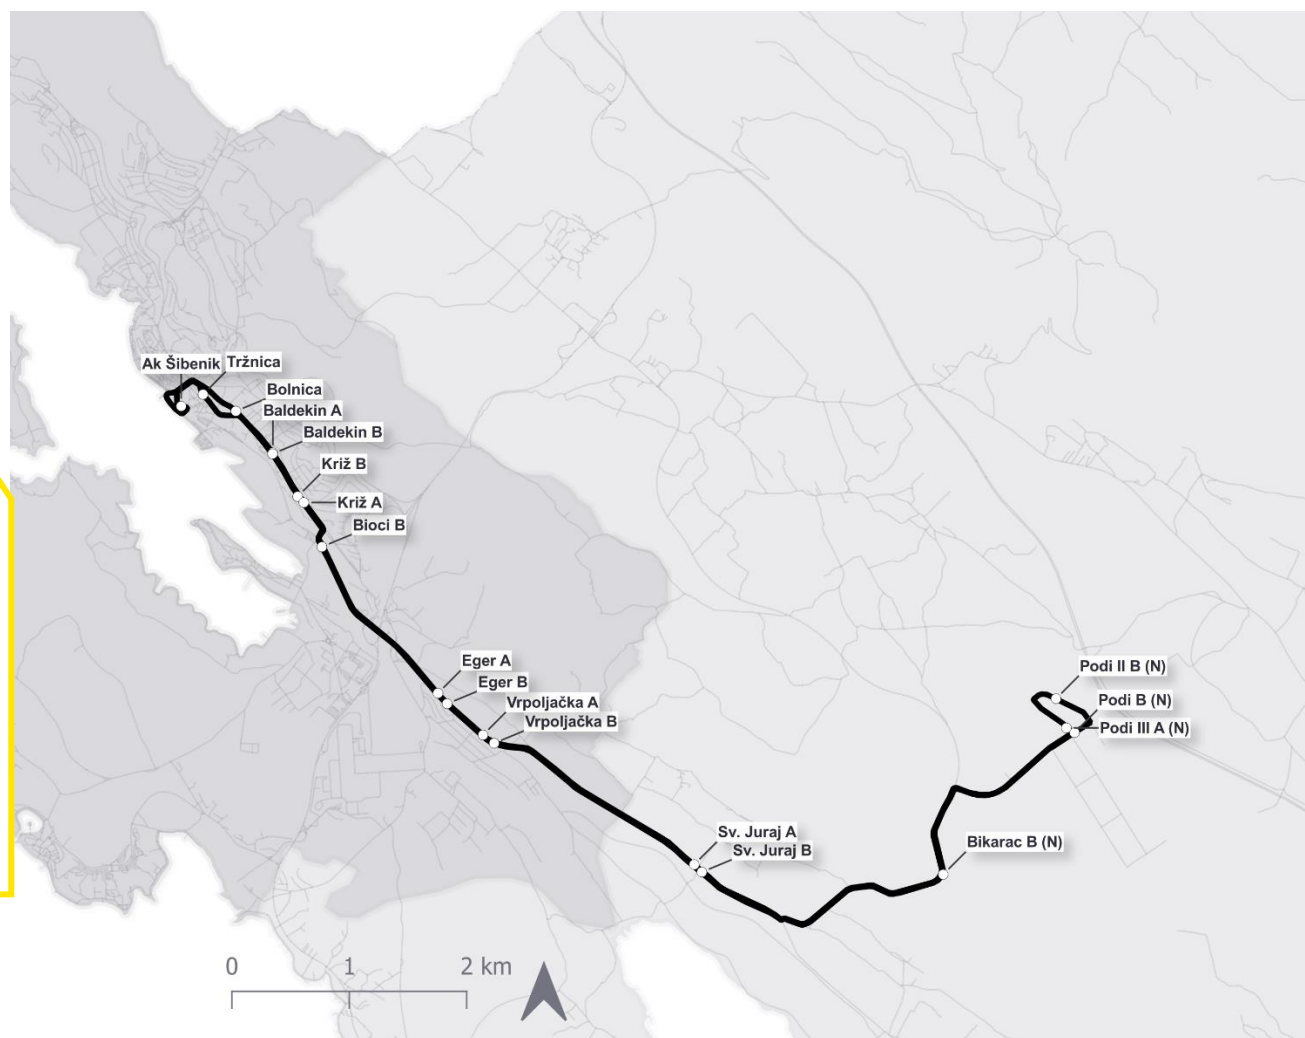 Ak Šibenik
Tržnica
Bolnica
Baldekin A
Baldekin B
Križ B
Križ A
Bioci B
Eger A
Eger B
Vrpoljačka A
Vrpoljačka B
Podi II B (N)
Podi B (N)
Podi III A (N)
Sv. Juraj A
Sv. Juraj B
Bikarac B (N)
0 1 2 km